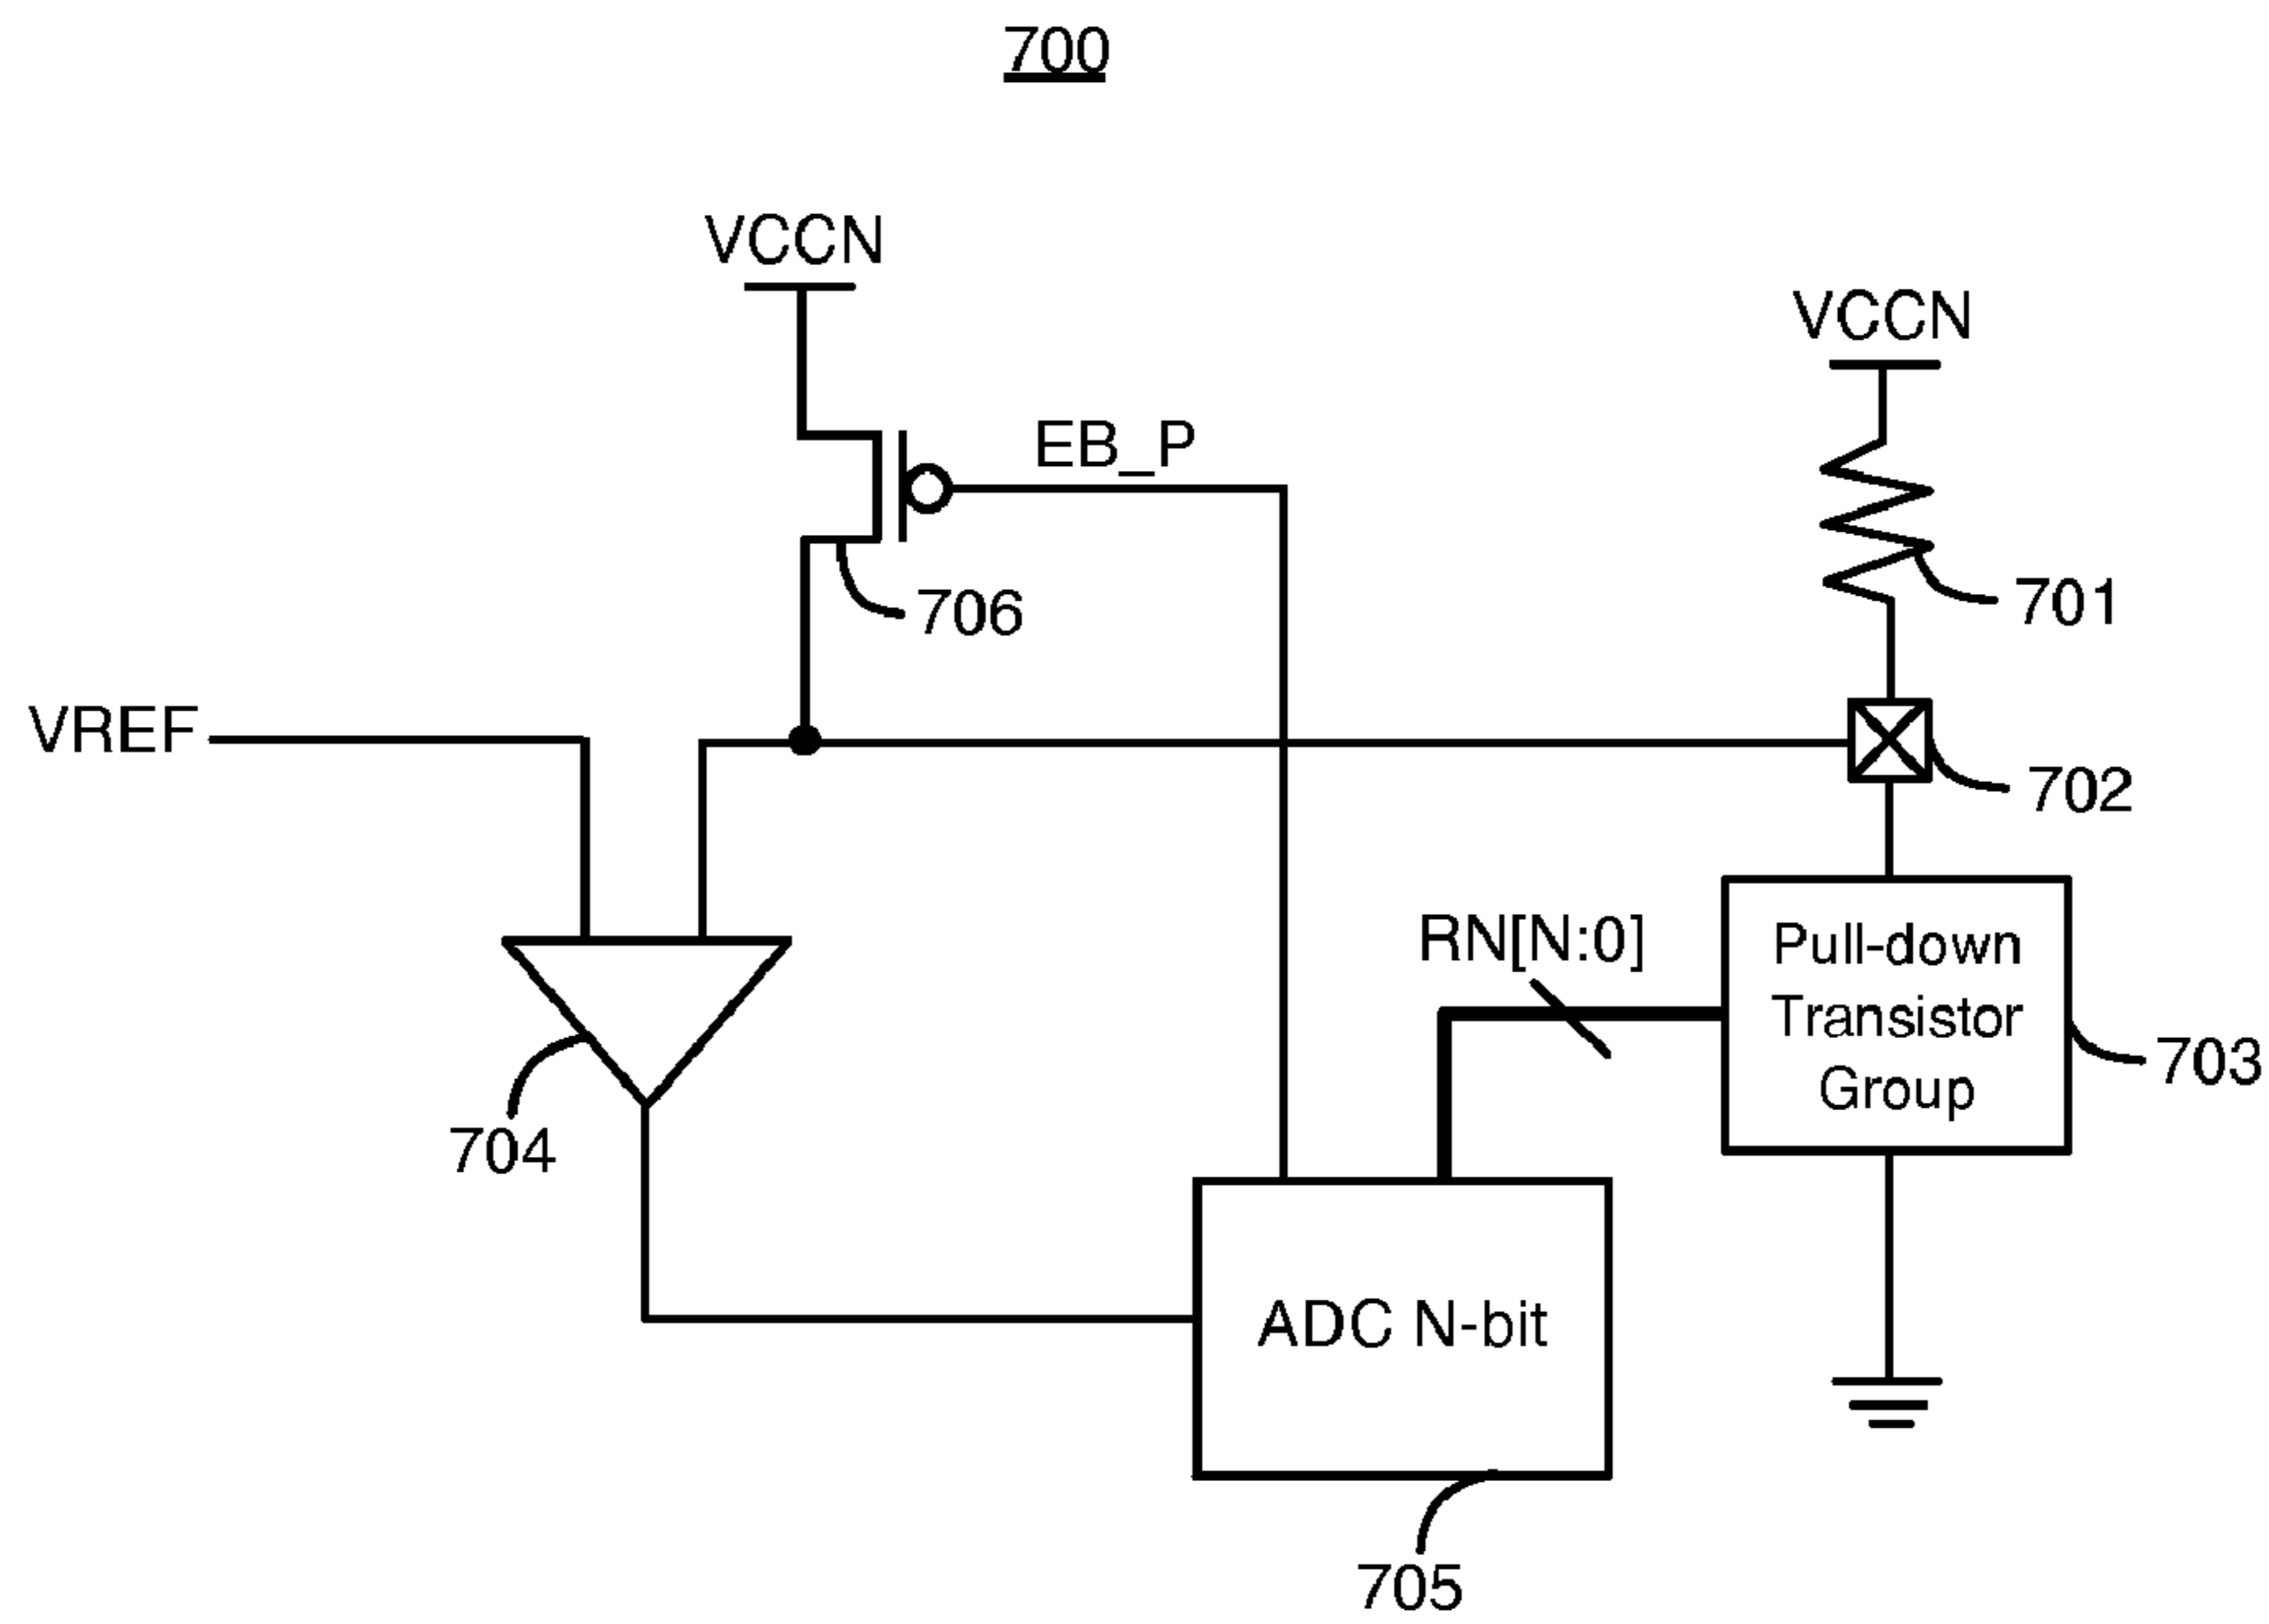 700
VCCN
VCCN
EB_P
706
701
VREF
702
RN[N:0]
Pull-down
Transistor
Group
703
704
ADC N-bit
705